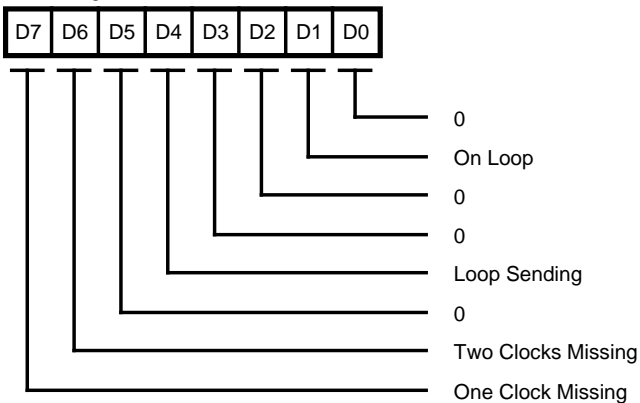 D7 D6 D5 D4 D3 D2 D1 D0
0
On Loop
0
0
Loop Sending
0
Two Clocks Missing
One Clock Missing